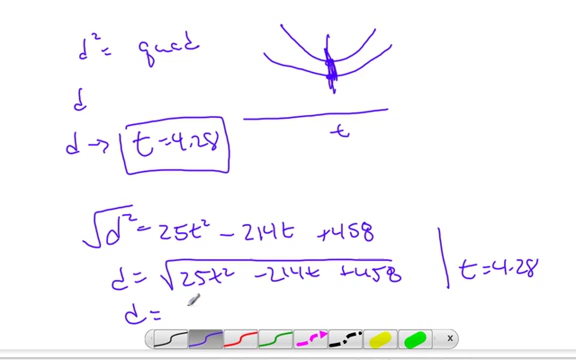 d² = quad
d
d → t = 4.28
t
√d² = 25t² - 214t + 458
d = √25t² - 214t + 458 | t = 4.28
d =